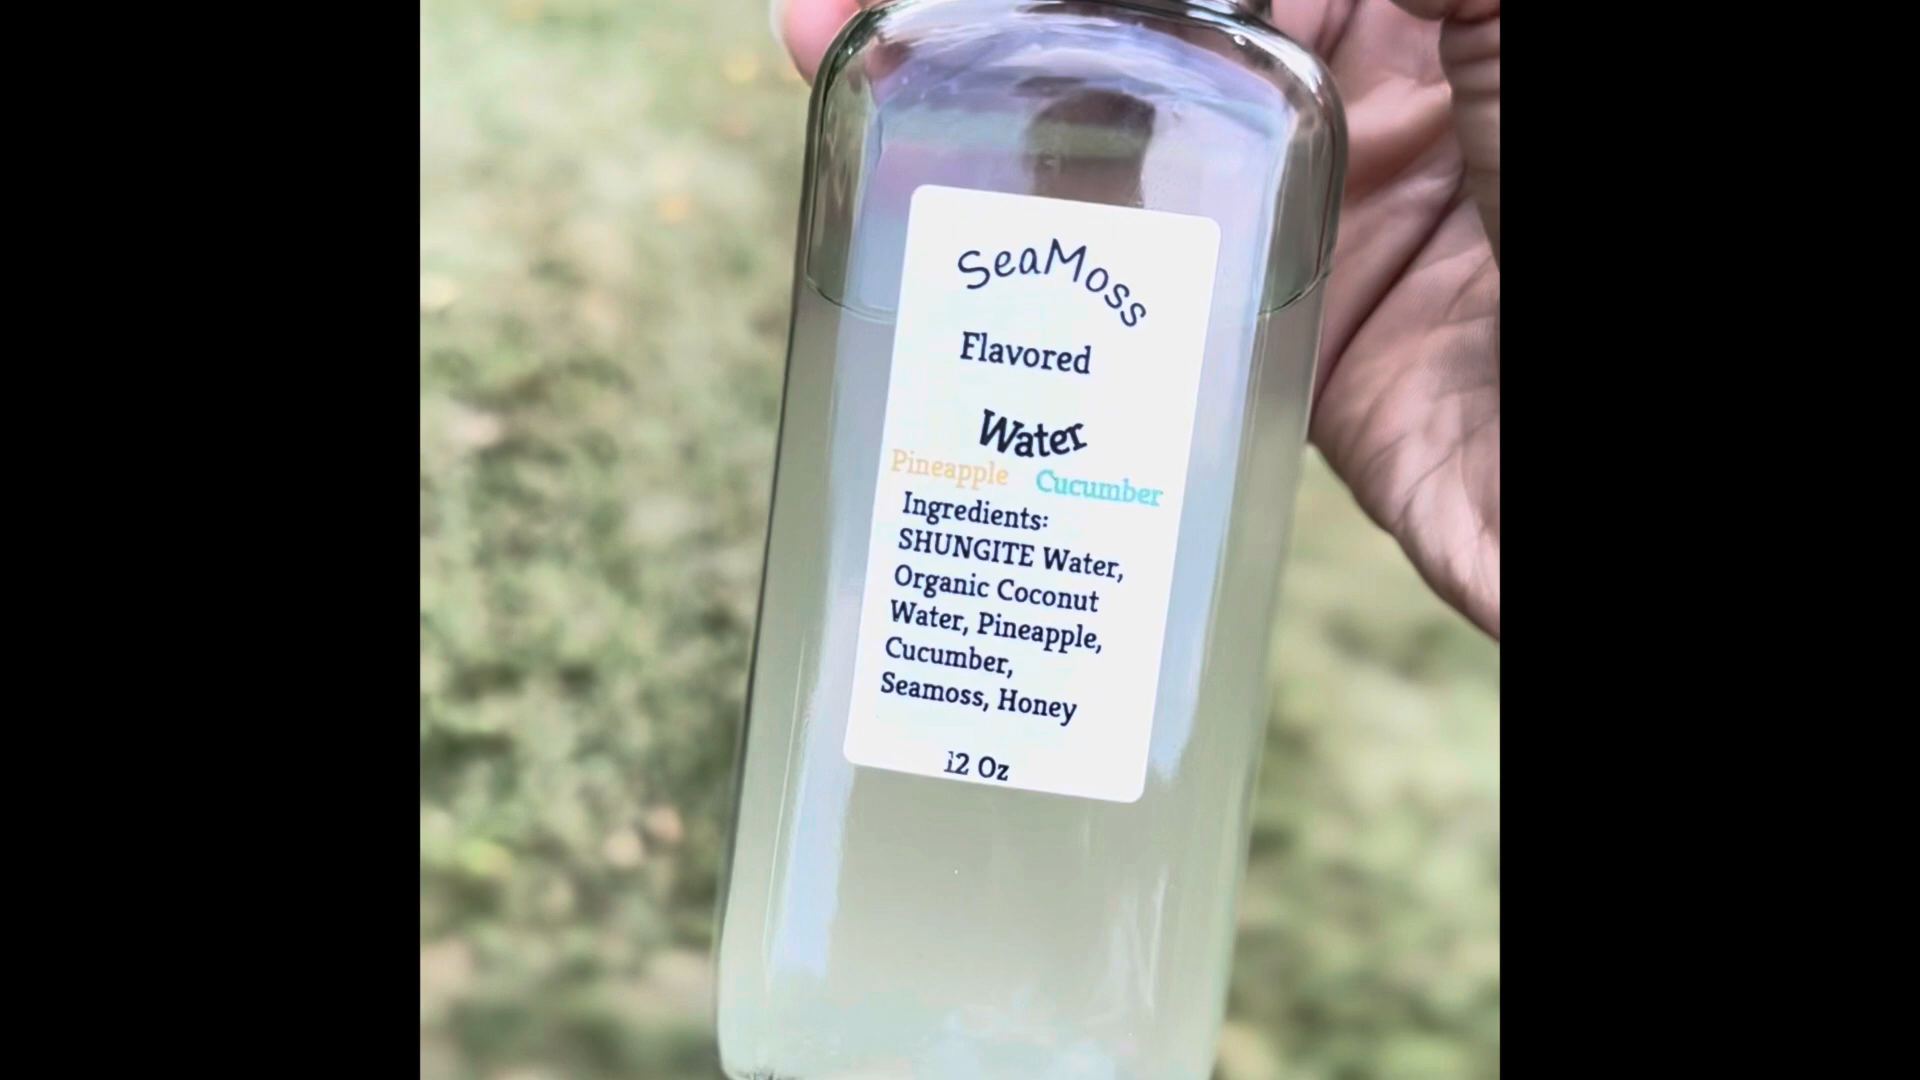 SeaMoss
Flavored
Water
Pineapple Cucumber
Ingredients:
SHUNGITE Water,
Organic Coconut
Water, Pineapple,
Cucumber,
Seamoss, Honey
12 Oz